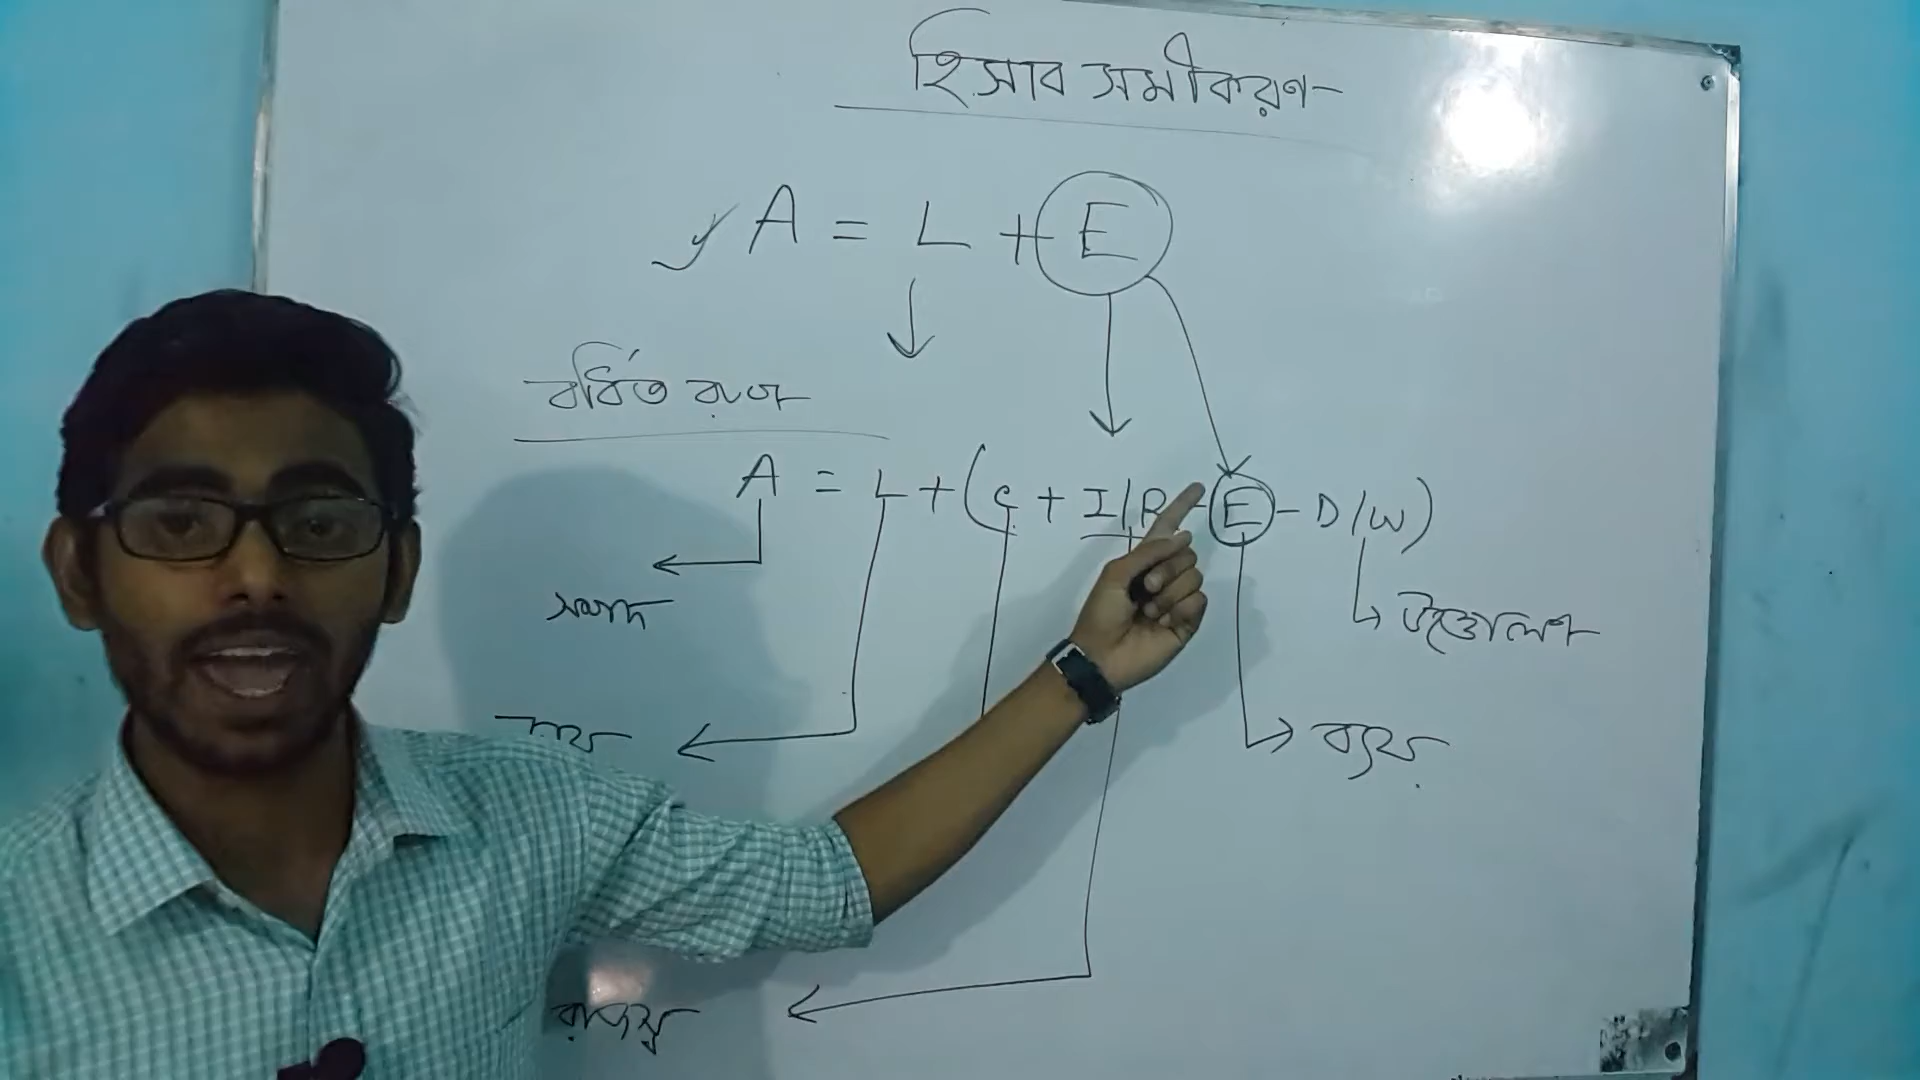 হিসাব সমীকরণ
A = L + E
বর্ধিত রূপ
A = L + (C + I/R - E - D/W)
সম্পদ
উত্তোলন
দায়
ব্যয়
রাজস্ব